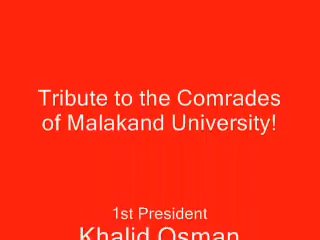 Tribute to the Comrades
of Malakand University!
1st President
Khalid Osman